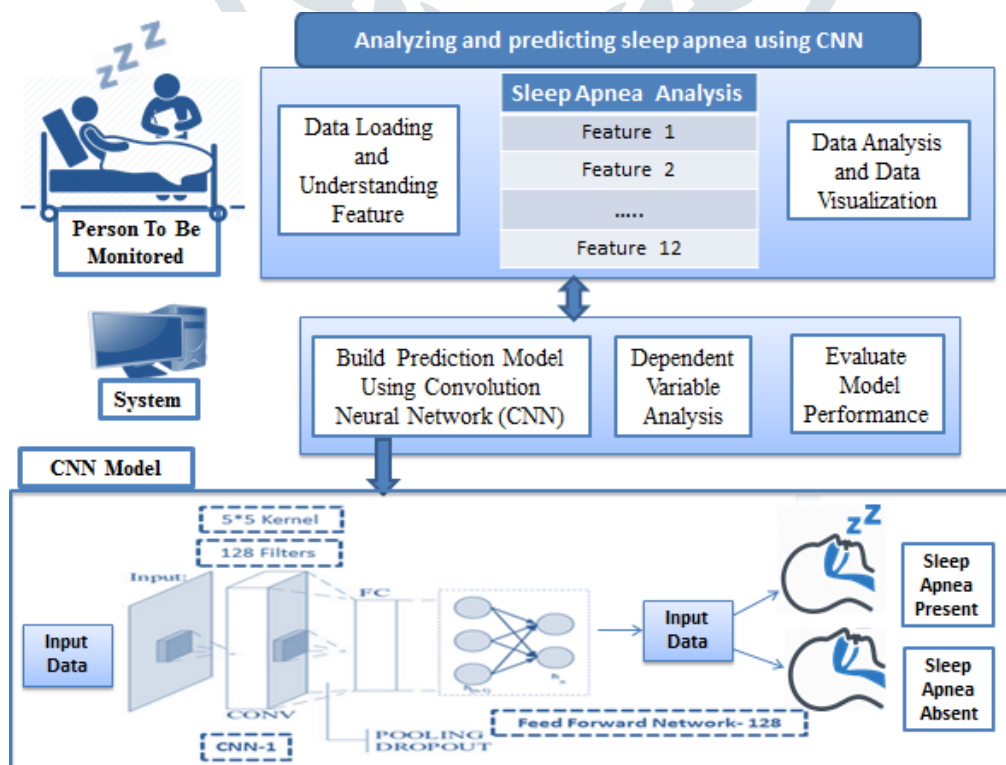 z z z
Analyzing and predicting sleep apnea using CNN
Data Loading
and
Understanding
Feature
Sleep Apnea Analysis
Feature 1
Feature 2
.....
Feature 12
Data Analysis
and Data
Visualization
Person To Be
Monitored
System
Build Prediction Model
Using Convolution
Neural Network (CNN)
Dependent
Variable
Analysis
Evaluate
Model
Performance
CNN Model
5*5 Kernel
128 Filters
Input:
FC
CONV
CNN-1
POOLING
DROPOUT
Input
Data
Feed Forward Network- 128
Input
Data
z z
Sleep
Apnea
Present
Sleep
Apnea
Absent